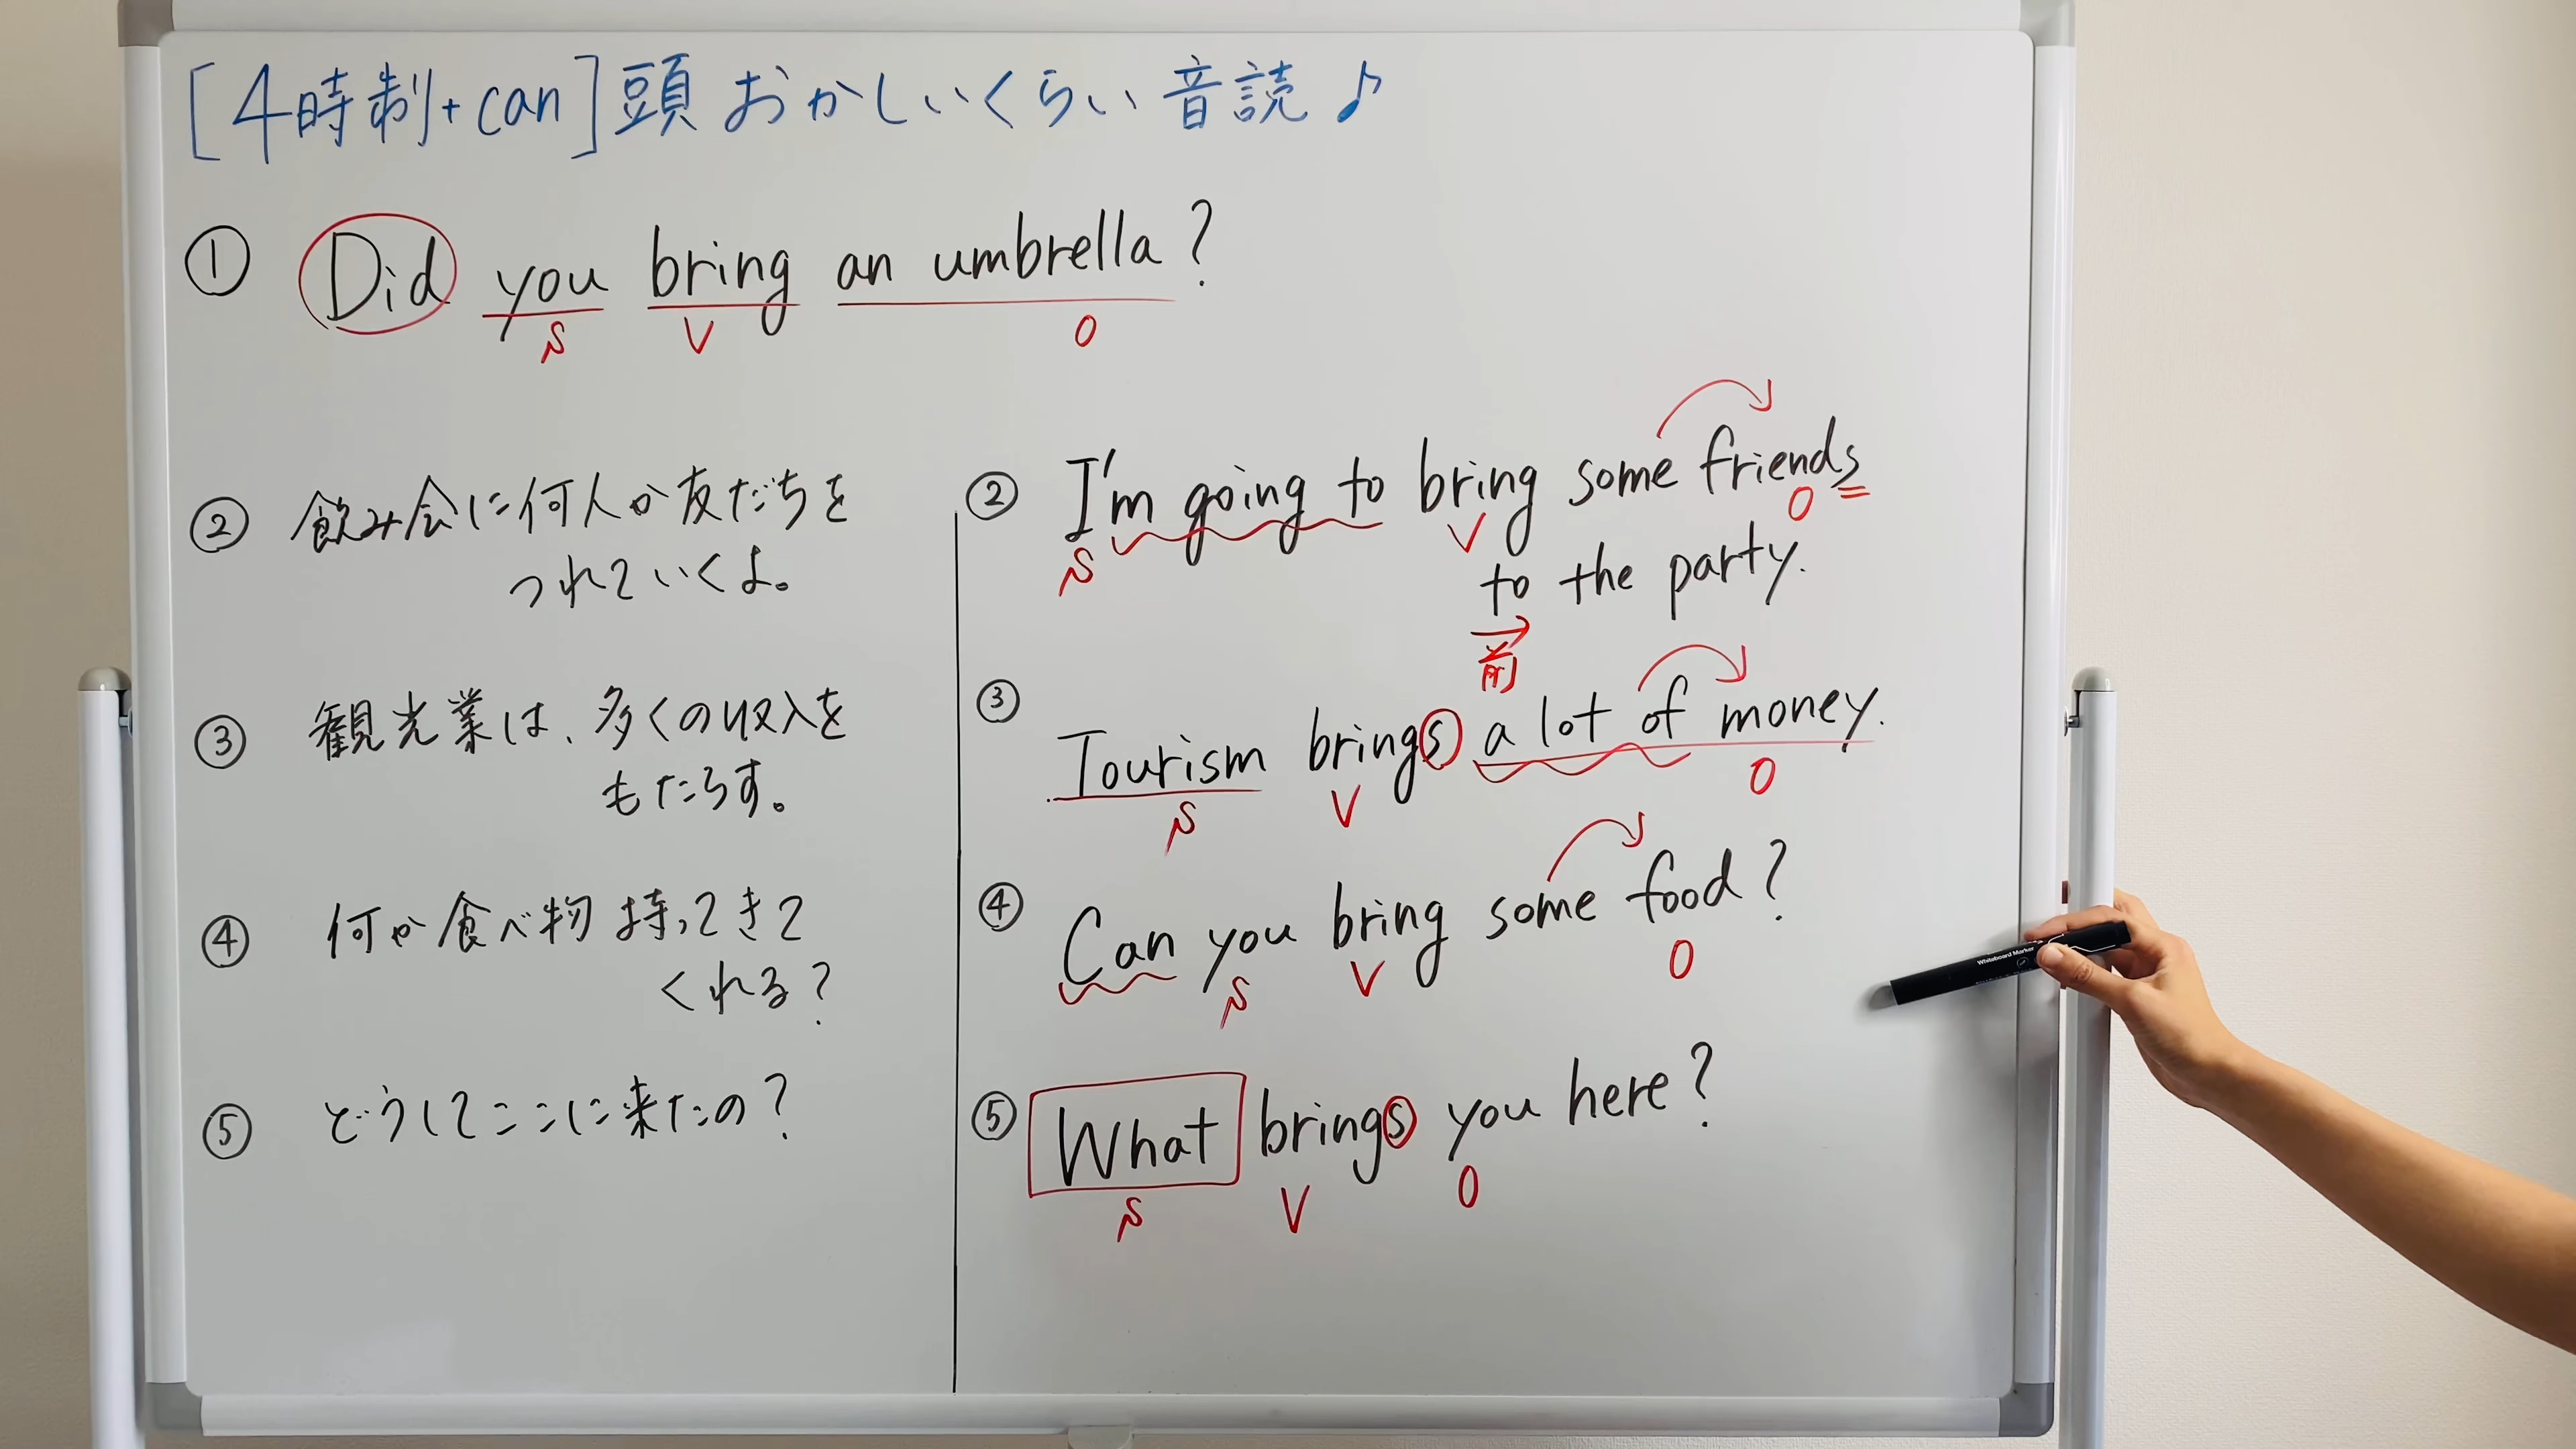 [4時制+can]頭おかしいくらい音読♪
① Did you bring an umbrella?
S V O
② 飲み会に何人か友だちを
つれていくよ。
③ 観光業は、多くの収入を
もたらす。
④ 何か食べ物持ってきて
くれる?
⑤ どうしてここに来たの?
② I'm going to bring some friends
S V O
to the party.
前
③ Tourism brings a lot of money.
S V O
④ Can you bring some food?
S V O
⑤ What brings you here?
S V O
Whiteboard Marker